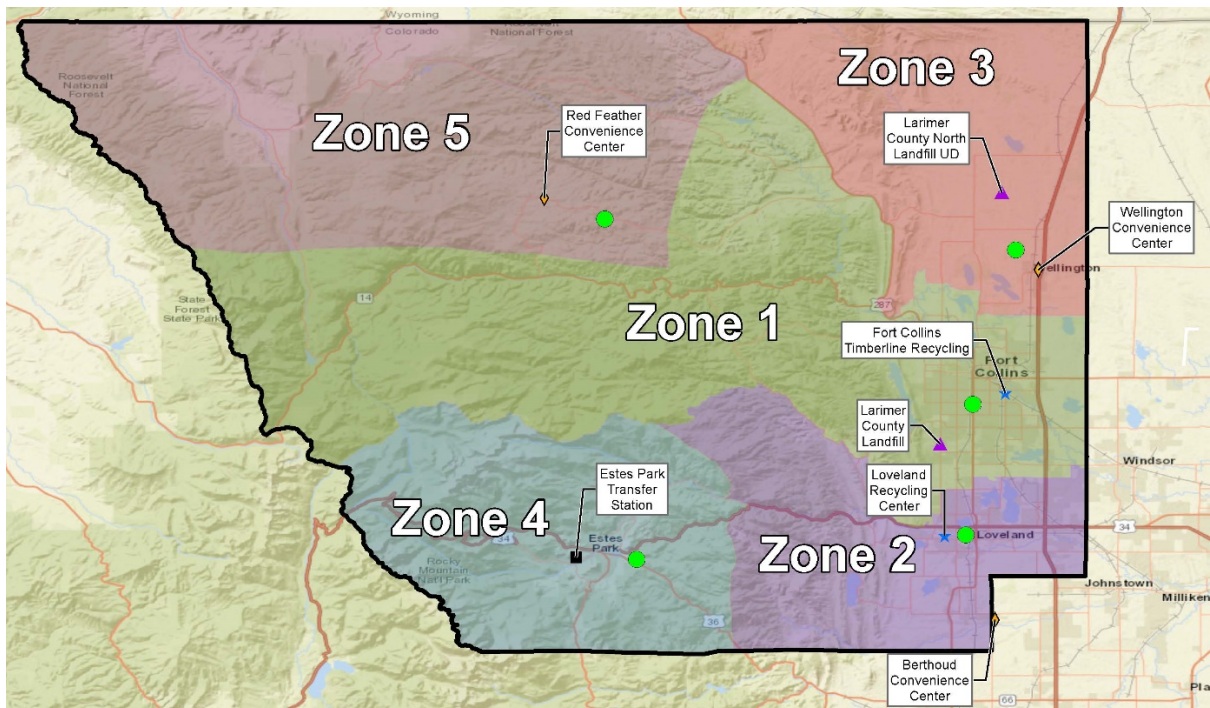 Wyoming
Colorado
Roosevelt
National Forest
Roosevelt
National
Forest
Zone 5
Red Feather
Convenience
Center
Zone 3
Larimer
County North
Landfill UD
Wellington
Convenience
Center
ellington
State
Forest
State Park
14
287
Zone 1
Fort Collins
Timberline Recycling
Fort
Collins
Larimer
County
Landfill
Windsor
Loveland
Recycling
Center
Estes Park
Transfer
Station
Zone 4
34
Estes
Park
Rocky
Mountain
Nat'l Park
Zone 2
Loveland
34
Johnstown
Milliken
36
Berthoud
Convenience
Center
66